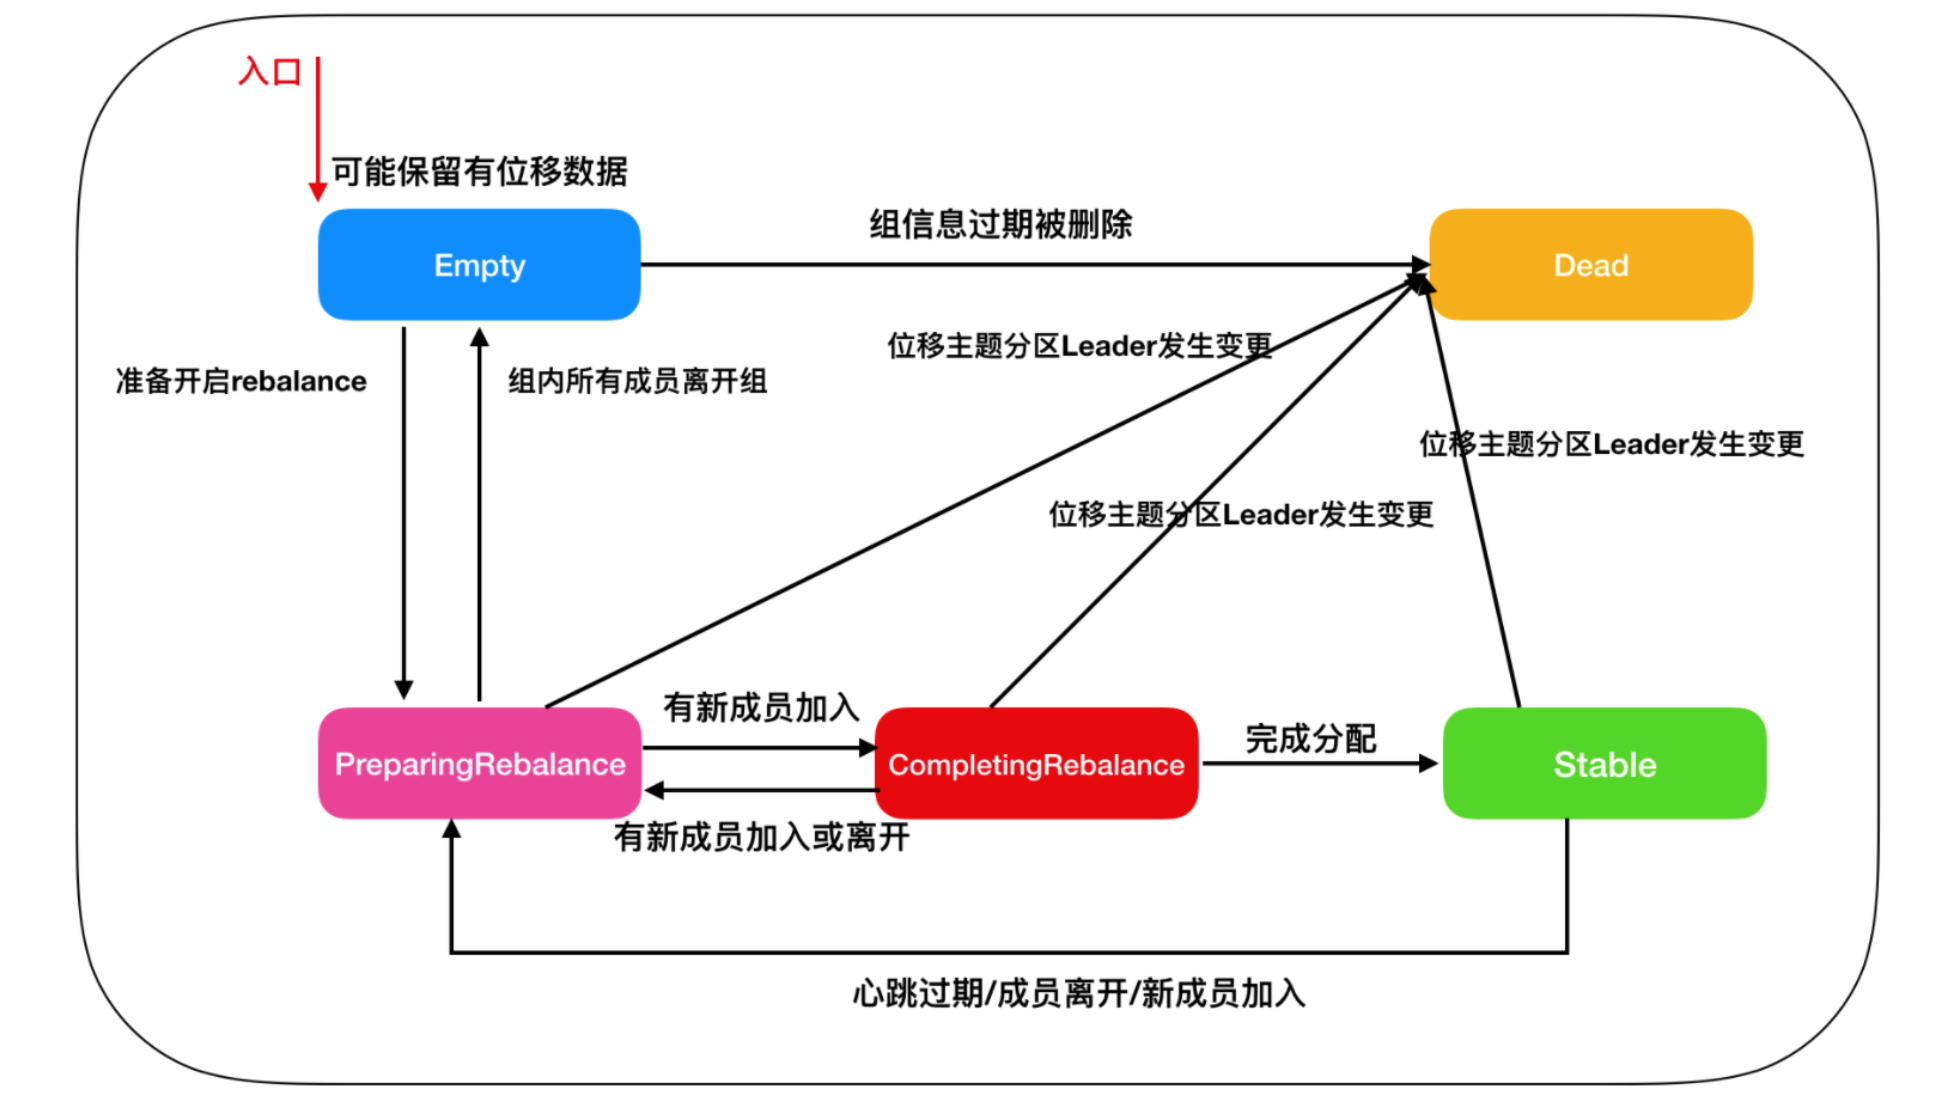 入口
可能保留有位移数据
组信息过期被删除
Empty
Dead
位移主题分区Leader发生变更
准备开启rebalance
组内所有成员离开组
位移主题分区Leader发生变更
位移主题分区Leader发生变更
有新成员加入
完成分配
PreparingRebalance
CompletingRebalance
Stable
有新成员加入或离开
心跳过期/成员离开/新成员加入